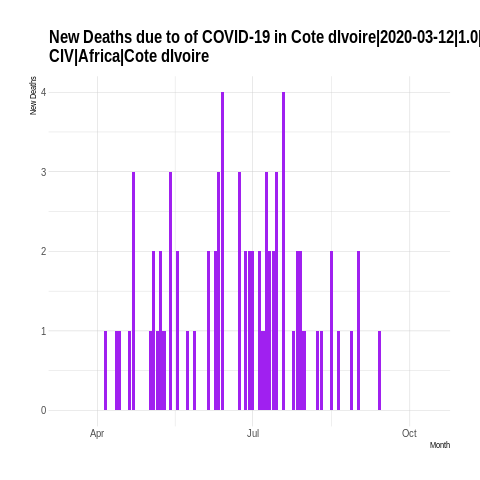 New Deaths due to of COVID-19 in Cote dIvoire|2020-03-12|1.0|
CIV|Africa|Cote dIvoire
New Deaths
4
3
2
1
0
Apr
Jul
Oct
Month